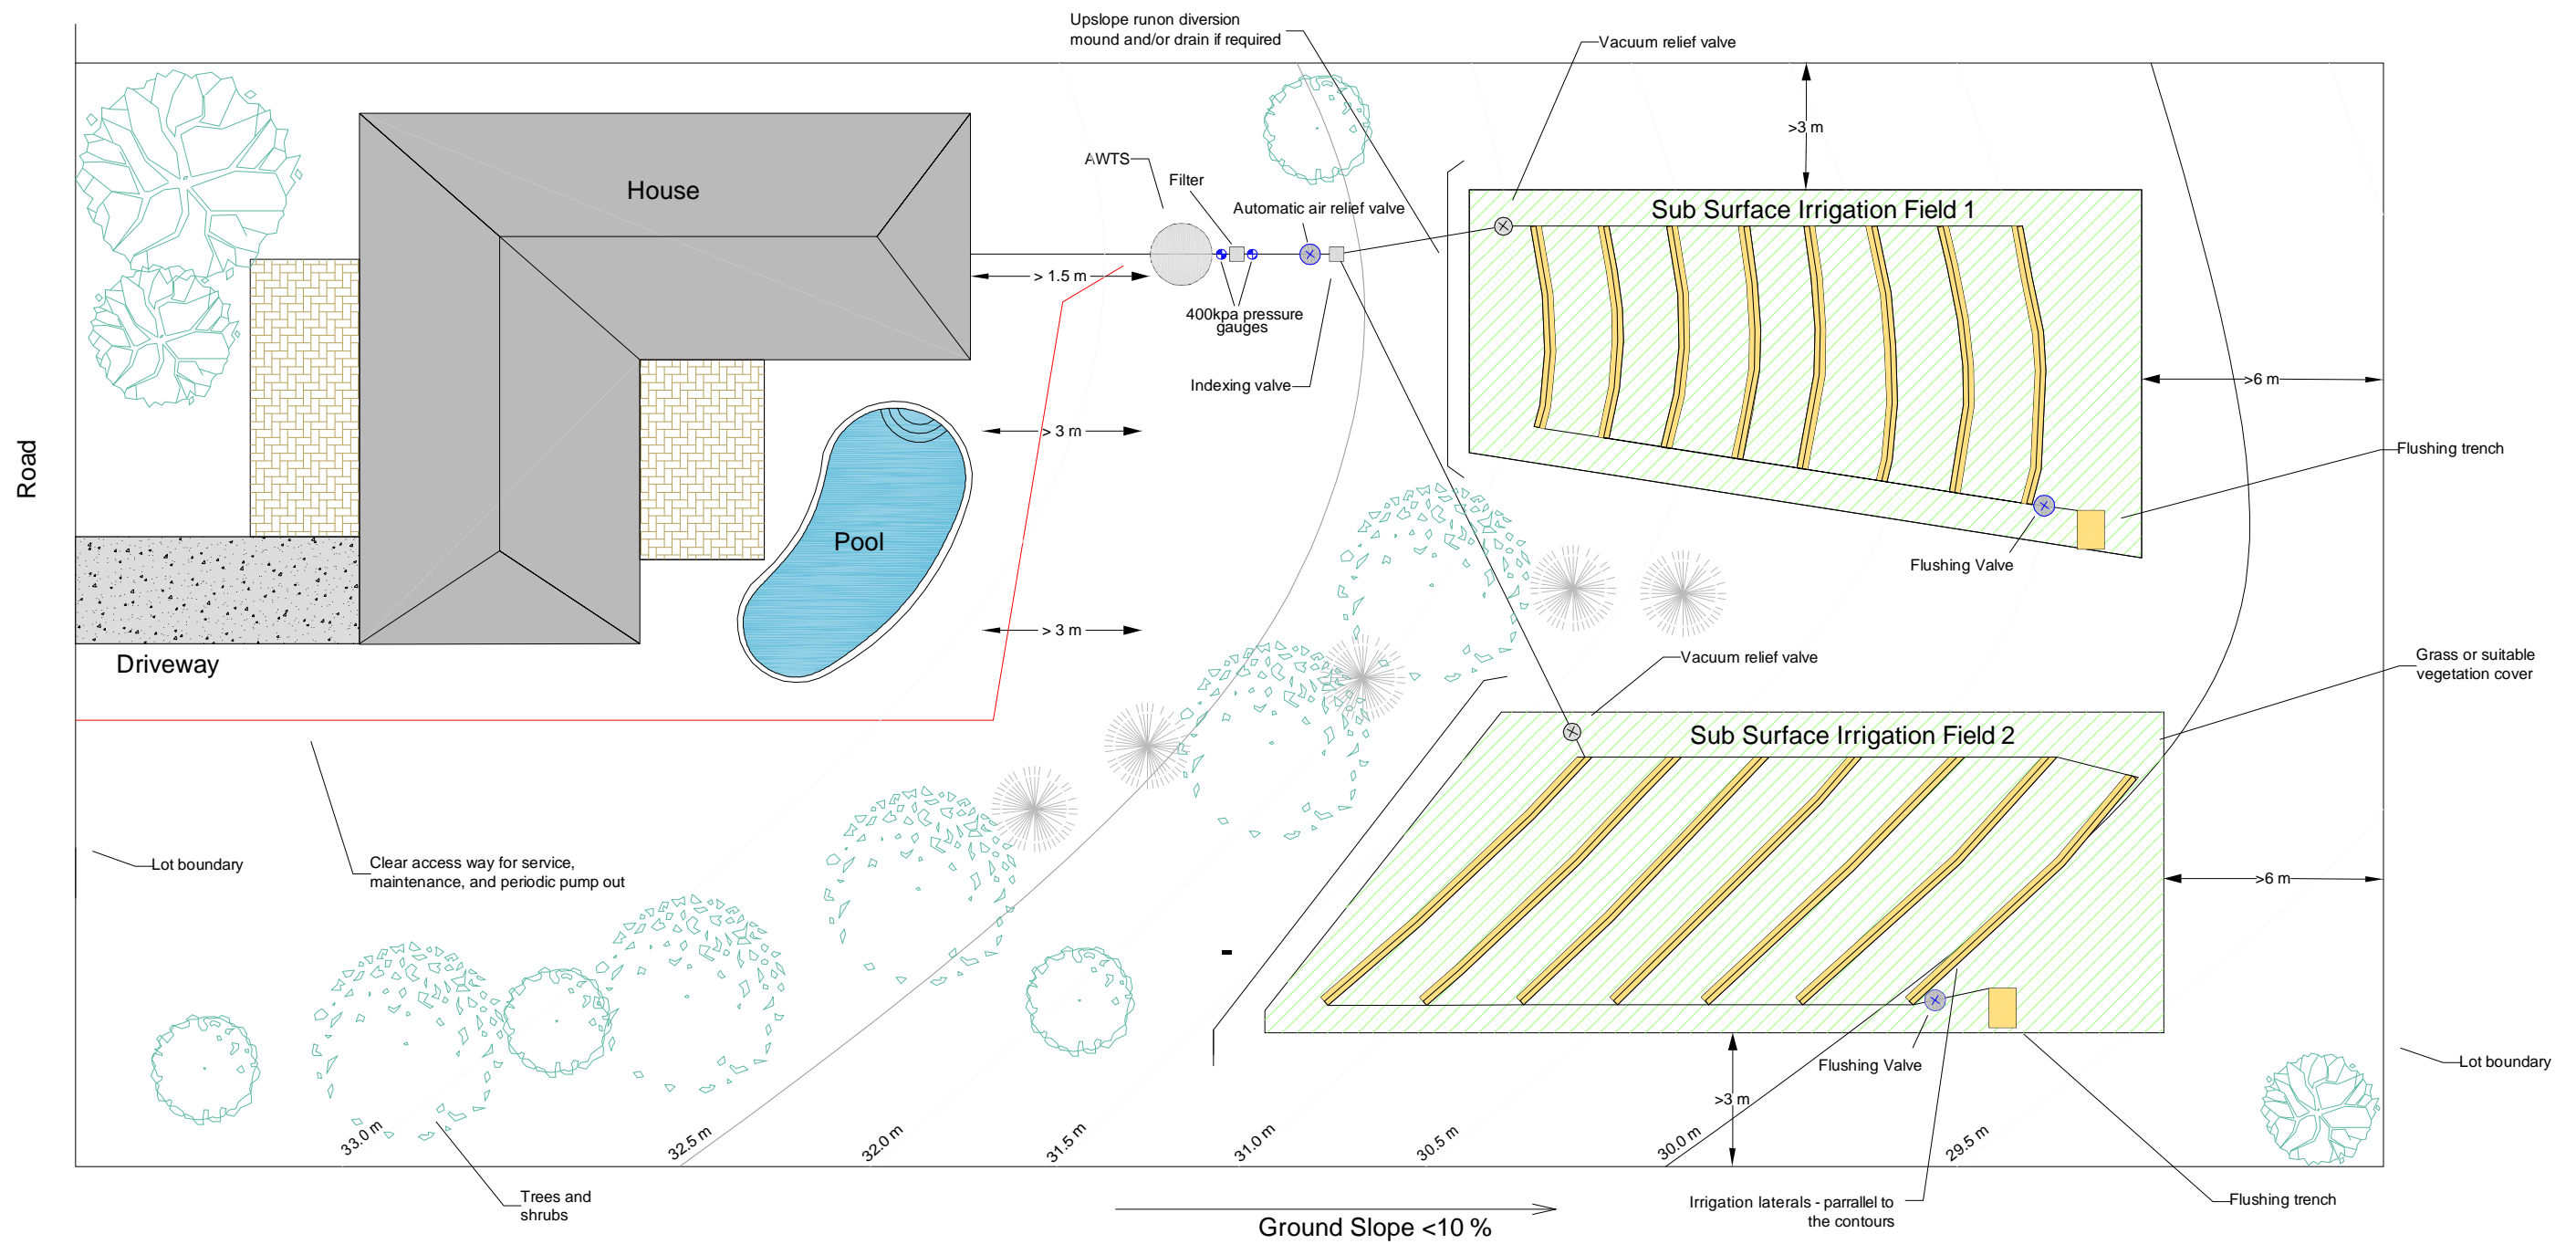 Upslope runon diversion
mound and/or drain if required
Vacuum relief valve
>3 m
AWTS
House
Filter
Automatic air relief valve
Sub Surface Irrigation Field 1
> 1.5 m
400kpa pressure
gauges
Indexing valve
>6 m
> 3 m
Flushing trench
Road
Pool
Flushing Valve
> 3 m
Driveway
Vacuum relief valve
Grass or suitable
vegetation cover
Sub Surface Irrigation Field 2
Lot boundary
Clear access way for service,
maintenance, and periodic pump out
>6 m
Flushing Valve
Lot boundary
>3 m
33.0 m
32.5 m
32.0 m
31.5 m
31.0 m
30.5 m
30.0 m
29.5 m
Trees and
shrubs
Irrigation laterals - parrallel to
the contours
Flushing trench
Ground Slope <10 %